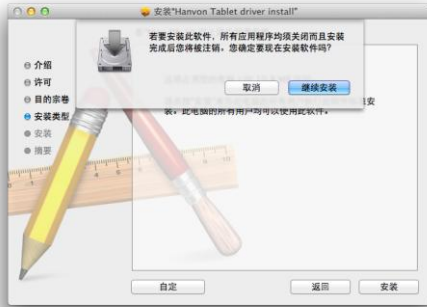 安装“Hanvon Tablet driver install”
若要安装此软件，所有应用程序均须关闭而且安装
完成后您将被注销。您确定要现在安装软件吗?
取消
继续安装
介绍
许可
目的宗卷
安装类型
安装
摘要
安
装。此电脑的所有用户均可以使用此软件。
自定
返回
安装